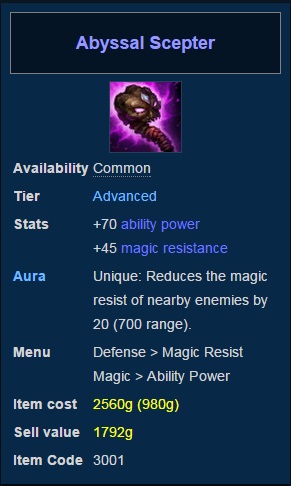 Abyssal Scepter
Availability Common
Tier Advanced
Stats +70 ability power
+45 magic resistance
Aura Unique: Reduces the magic
resist of nearby enemies by
20 (700 range).
Menu Defense > Magic Resist
Magic > Ability Power
Item cost 2560g (980g)
Sell value 1792g
Item Code 3001